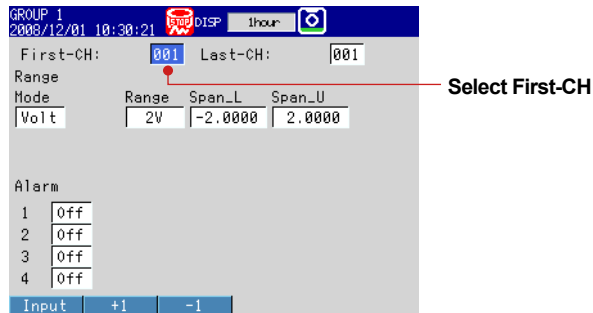 GROUP 1
2008/12/01 10:30:21 STOP DISP 1hour
First-CH: 001 Last-CH: 001
Select First-CH
Range
Mode Range Span_L Span_U
Volt 2V -2.0000 2.0000
Alarm
1 Off
2 Off
3 Off
4 Off
Input +1 -1